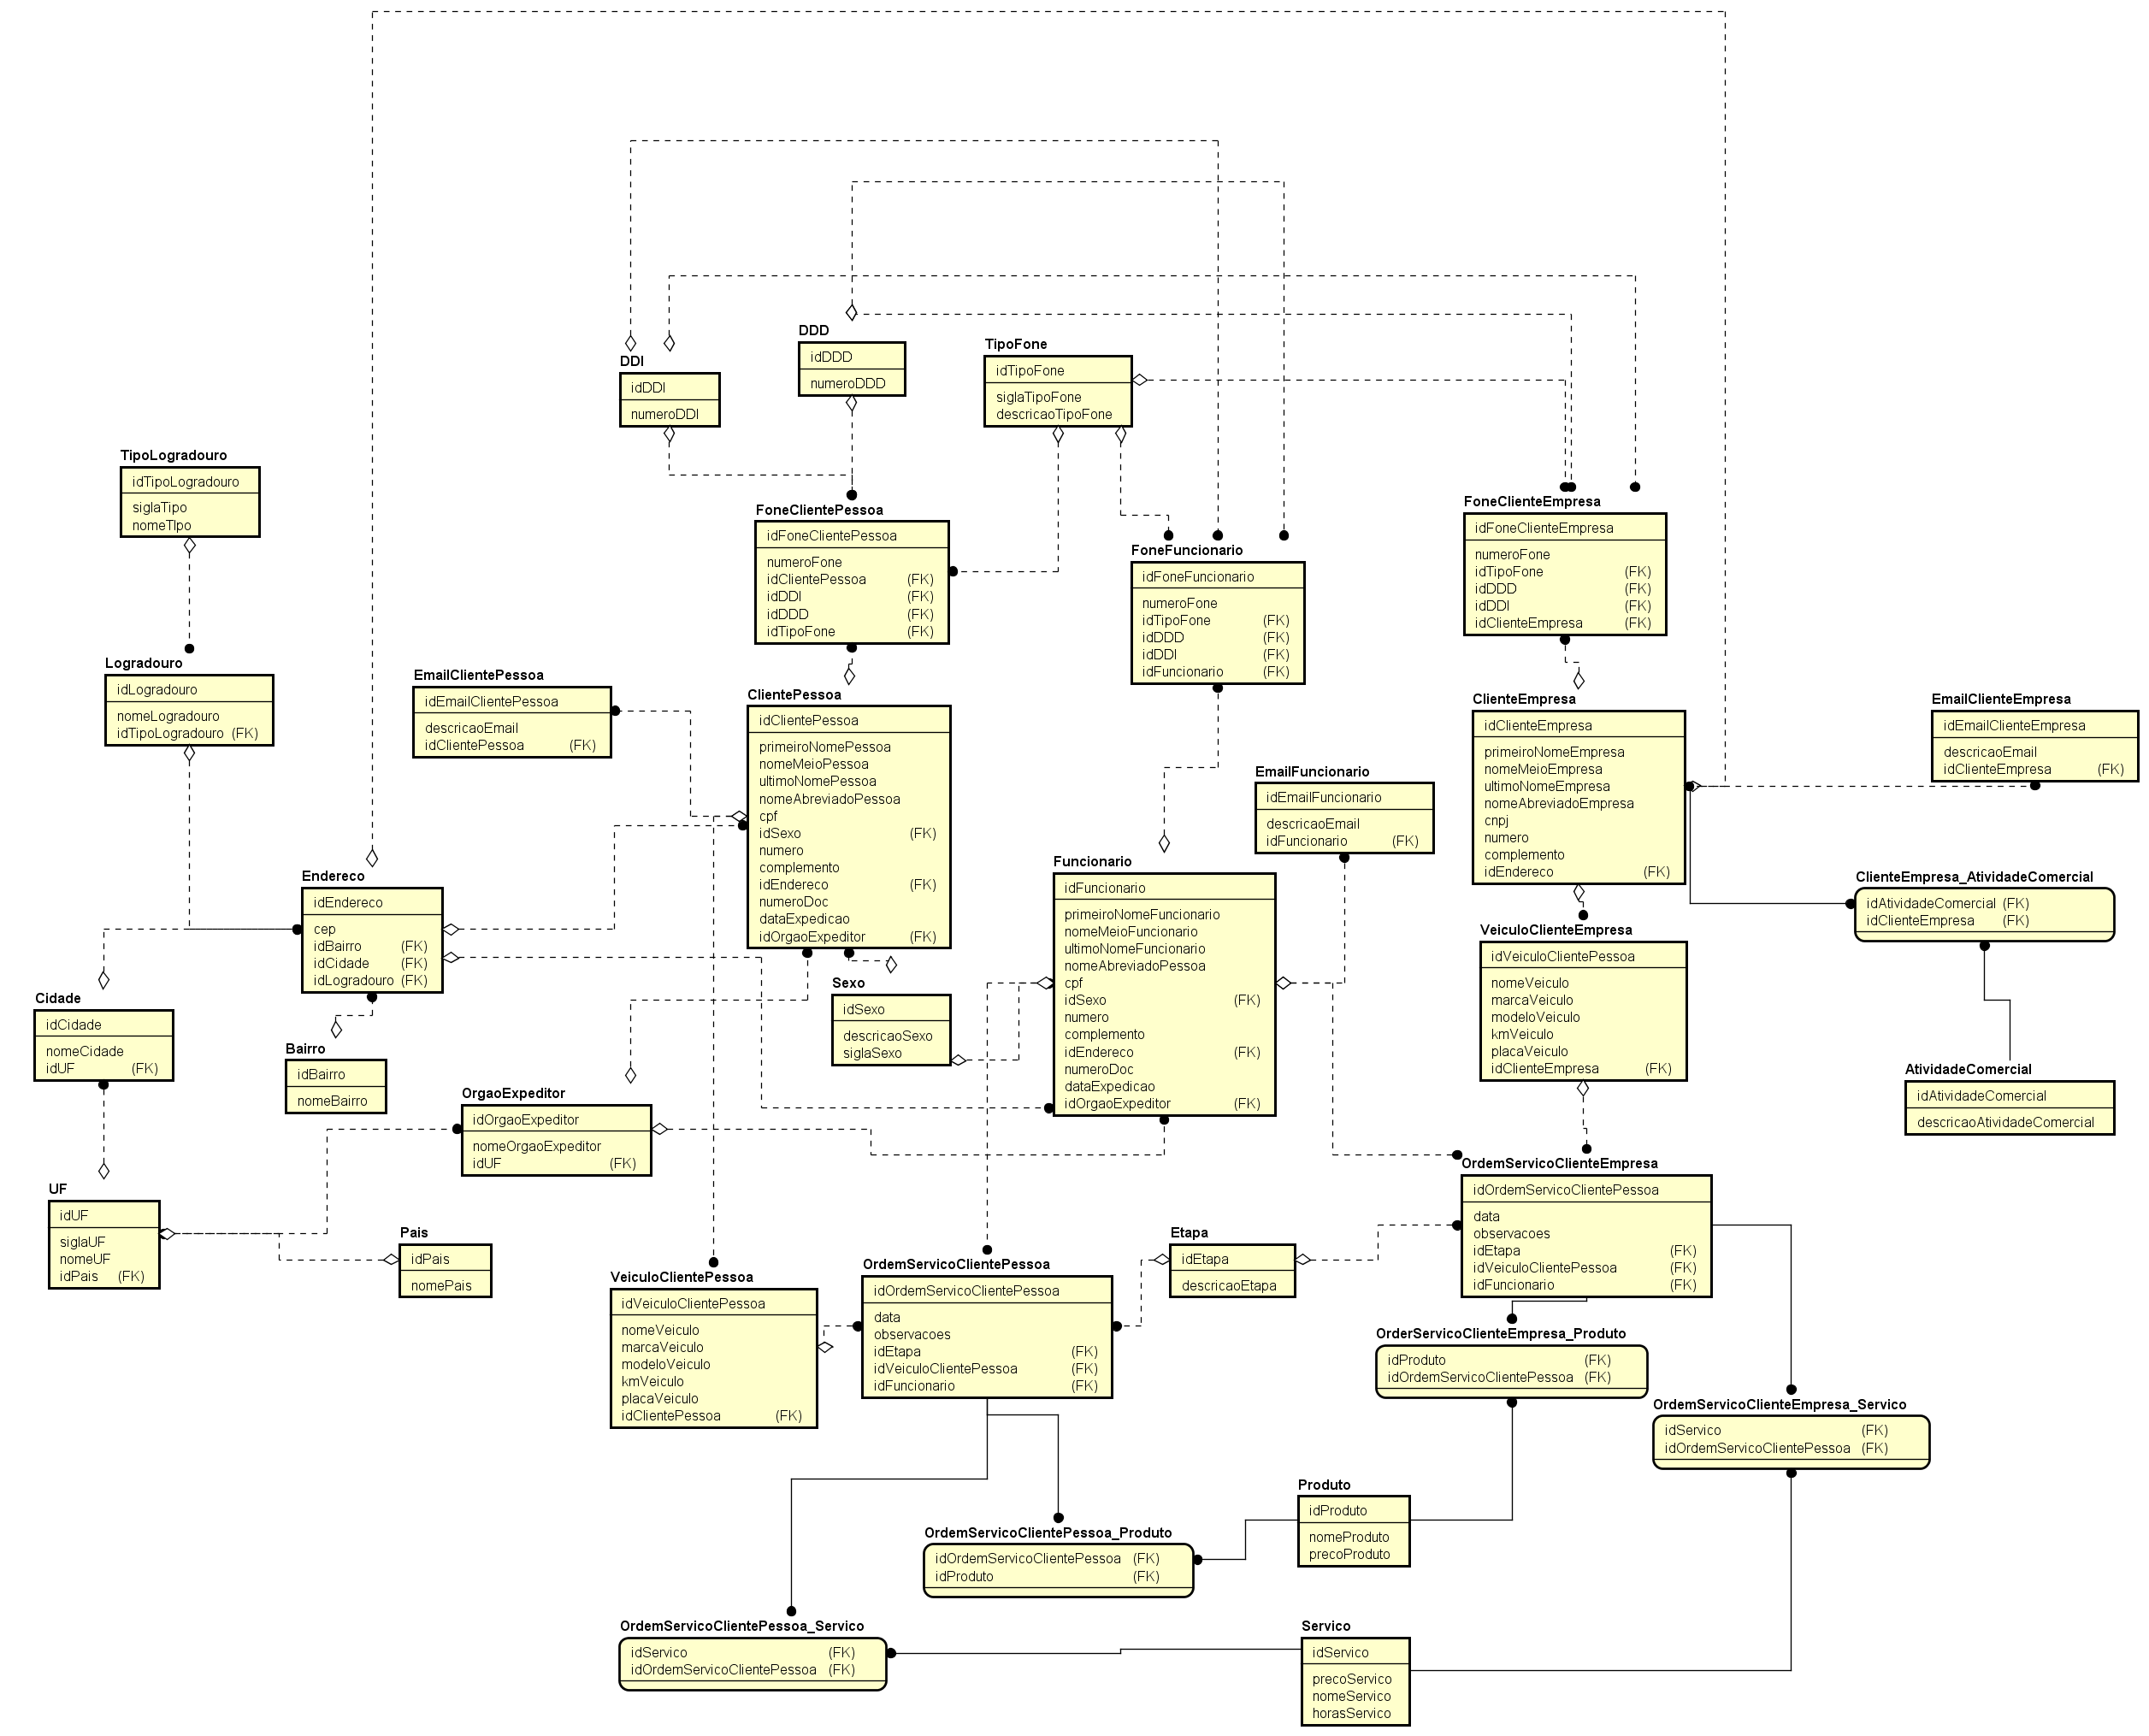 DDD
idDDD
numeroDDD
TipoFone
idTipoFone
siglaTipoFone
descricaoTipoFone
DDI
idDDI
numeroDDI
TipoLogradouro
idTipoLogradouro
siglaTipo
nomeTIpo
FoneClientePessoa
idFoneClientePessoa
numeroFone
idClientePessoa (FK)
idDDI (FK)
idDDD (FK)
idTipoFone (FK)
FoneFuncionario
idFoneFuncionario
numeroFone
idTipoFone (FK)
idDDD (FK)
idDDI (FK)
idFuncionario (FK)
FoneClienteEmpresa
idFoneClienteEmpresa
numeroFone
idTipoFone (FK)
idDDD (FK)
idDDI (FK)
idClienteEmpresa (FK)
Logradouro
idLogradouro
nomeLogradouro
idTipoLogradouro (FK)
EmailClientePessoa
idEmailClientePessoa
descricaoEmail
idClientePessoa (FK)
ClientePessoa
idClientePessoa
primeiroNomePessoa
nomeMeioPessoa
ultimoNomePessoa
nomeAbreviadoPessoa
cpf
idSexo (FK)
numero
complemento
idEndereco (FK)
numeroDoc
dataExpedicao
idOrgaoExpeditor (FK)
ClienteEmpresa
idClienteEmpresa
primeiroNomeEmpresa
nomeMeioEmpresa
ultimoNomeEmpresa
nomeAbreviadoEmpresa
cnpj
numero
complemento
idEndereco (FK)
EmailClienteEmpresa
idEmailClienteEmpresa
descricaoEmail
idClienteEmpresa (FK)
EmailFuncionario
idEmailFuncionario
descricaoEmail
idFuncionario (FK)
Funcionario
idFuncionario
primeiroNomeFuncionario
nomeMeioFuncionario
ultimoNomeFuncionario
nomeAbreviadoPessoa
cpf
idSexo (FK)
numero
complemento
idEndereco (FK)
numeroDoc
dataExpedicao
idOrgaoExpeditor (FK)
Endereco
idEndereco
cep
idBairro (FK)
idCidade (FK)
idLogradouro (FK)
ClienteEmpresa_AtividadeComercial
idAtividadeComercial (FK)
idClienteEmpresa (FK)
VeiculoClienteEmpresa
idVeiculoClientePessoa
nomeVeiculo
marcaVeiculo
modeloVeiculo
kmVeiculo
placaVeiculo
idClienteEmpresa (FK)
Sexo
idSexo
descricaoSexo
siglaSexo
Cidade
idCidade
nomeCidade
idUF (FK)
Bairro
idBairro
nomeBairro
AtividadeComercial
idAtividadeComercial
descricaoAtividadeComercial
OrgaoExpeditor
idOrgaoExpeditor
nomeOrgaoExpeditor
idUF (FK)
OrdemServicoClienteEmpresa
idOrdemServicoClientePessoa
data
observacoes
idEtapa (FK)
idVeiculoClientePessoa (FK)
idFuncionario (FK)
UF
idUF
siglaUF
nomeUF
idPais (FK)
Pais
idPais
nomePais
Etapa
idEtapa
descricaoEtapa
OrdemServicoClientePessoa
idOrdemServicoClientePessoa
data
observacoes
idEtapa (FK)
idVeiculoClientePessoa (FK)
idFuncionario (FK)
VeiculoClientePessoa
idVeiculoClientePessoa
nomeVeiculo
marcaVeiculo
modeloVeiculo
kmVeiculo
placaVeiculo
idClientePessoa (FK)
OrderServicoClienteEmpresa_Produto
idProduto (FK)
idOrdemServicoClientePessoa (FK)
OrdemServicoClienteEmpresa_Servico
idServico (FK)
idOrdemServicoClientePessoa (FK)
Produto
idProduto
nomeProduto
precoProduto
OrdemServicoClientePessoa_Produto
idOrdemServicoClientePessoa (FK)
idProduto (FK)
OrdemServicoClientePessoa_Servico
idServico (FK)
idOrdemServicoClientePessoa (FK)
Servico
idServico
precoServico
nomeServico
horasServico